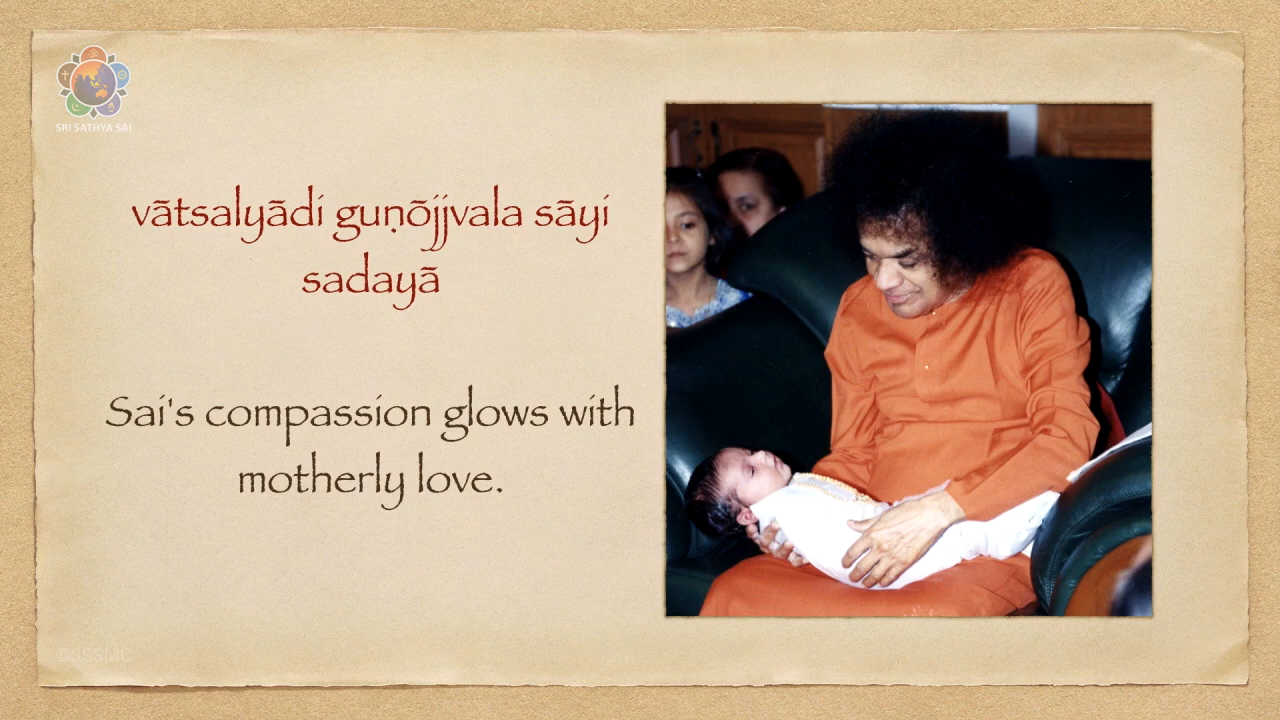 SRI SATHYA SAI
vātsalyādi guṇōjjvala sāyi
sadayā
Sai's compassion glows with
motherly love.
©SSSMC